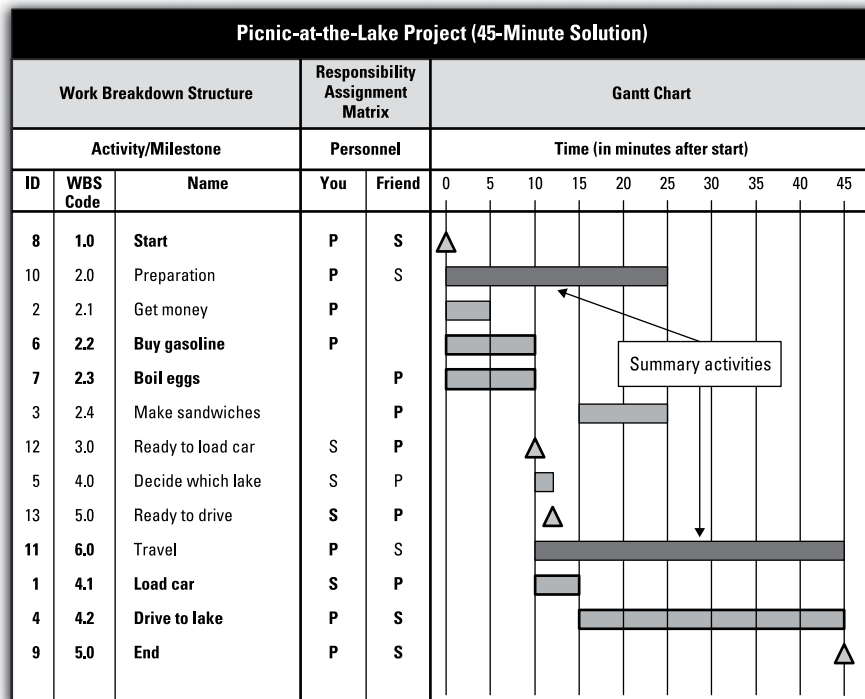 Picnic-at-the-Lake Project (45-Minute Solution)
Work Breakdown Structure
Responsibility
Assignment
Matrix
Gantt Chart
Activity/Milestone
Personnel
Time (in minutes after start)
ID WBS Code Name You Friend 0 5 10 15 20 25 30 35 40 45
8 1.0 Start P S
10 2.0 Preparation P S
2 2.1 Get money P
6 2.2 Buy gasoline P
7 2.3 Boil eggs P
Summary activities
3 2.4 Make sandwiches P
12 3.0 Ready to load car S P
5 4.0 Decide which lake S P
13 5.0 Ready to drive S P
11 6.0 Travel P S
1 4.1 Load car S P
4 4.2 Drive to lake P S
9 5.0 End P S